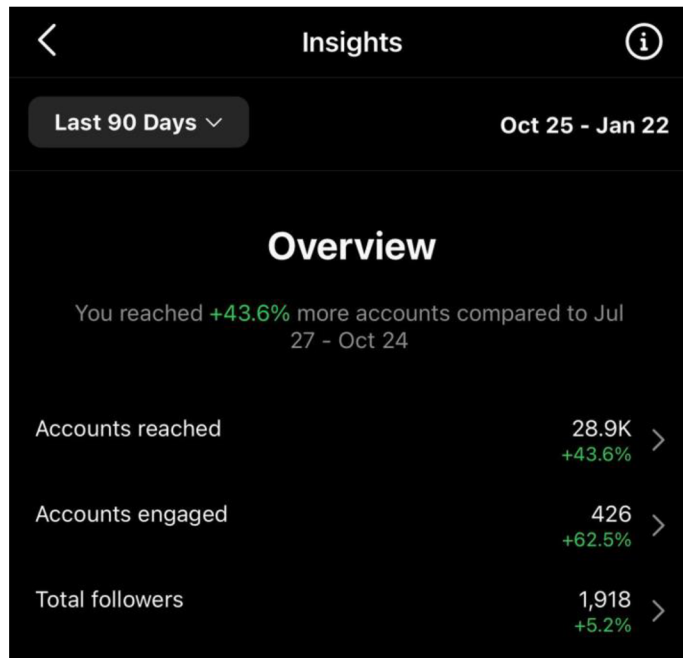 Insights
Last 90 Days
Oct 25 - Jan 22
Overview
You reached +43.6% more accounts compared to Jul
27 - Oct 24
Accounts reached
28.9K
+43.6%
Accounts engaged
426
+62.5%
Total followers
1,918
+5.2%